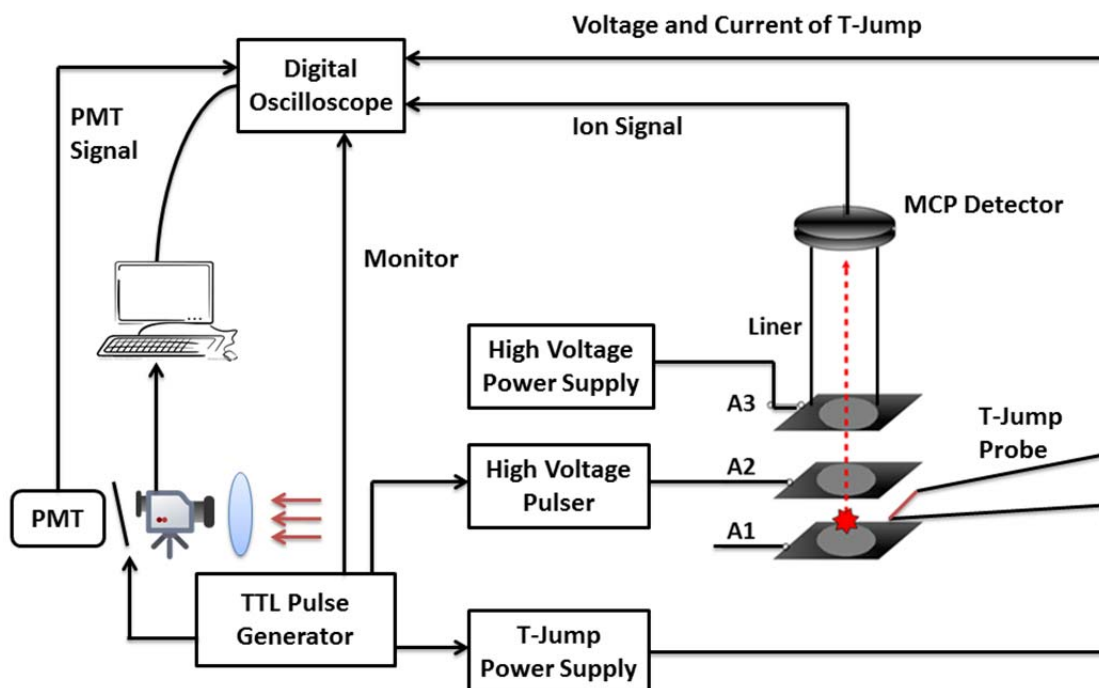 Voltage and Current of T-Jump
Digital
Oscilloscope
PMT
Signal
Ion Signal
MCP Detector
Monitor
Liner
High Voltage
Power Supply
A3
T-Jump
Probe
High Voltage
Pulser
A2
PMT
A1
TTL Pulse
Generator
T-Jump
Power Supply